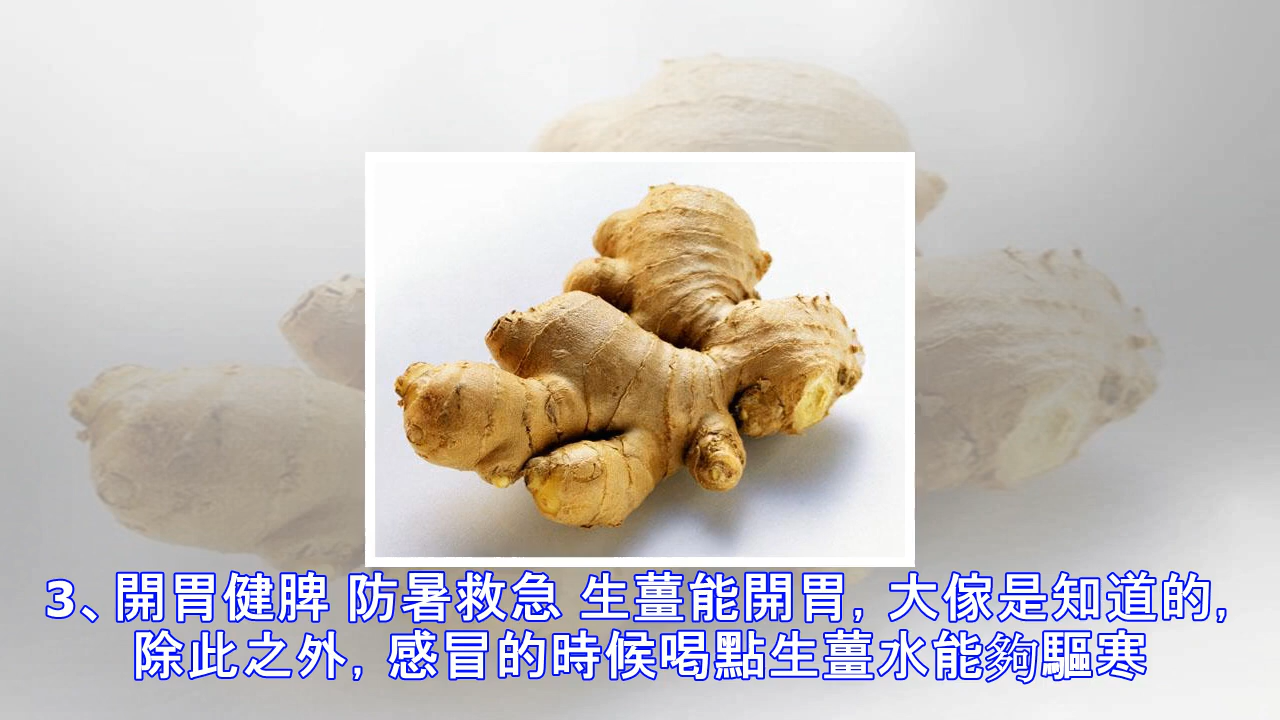 3、開胃健脾 防暑救急 生薑能開胃, 大傢是知道的,
除此之外, 感冒的時候喝點生薑水能夠驅寒